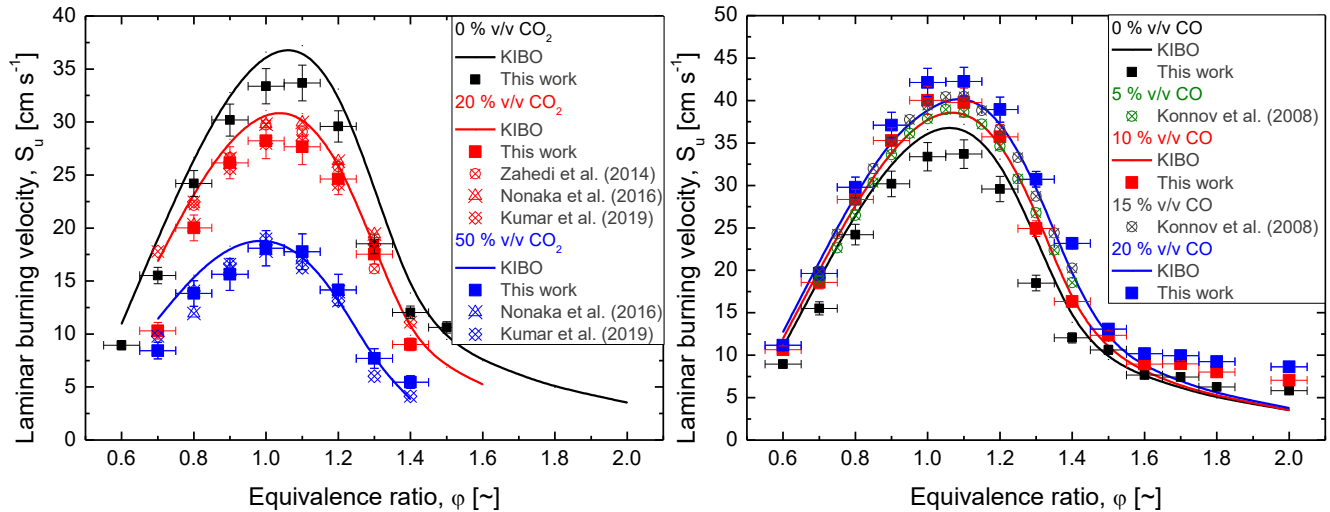 Laminar burning velocity, S_u [cm s⁻¹]
40
35
30
25
20
15
10
5
0
0 % v/v CO₂
KIBO
This work
20 % v/v CO₂
KIBO
This work
Zahedi et al. (2014)
Nonaka et al. (2016)
Kumar et al. (2019)
50 % v/v CO₂
KIBO
This work
Nonaka et al. (2016)
Kumar et al. (2019)
0.6 0.8 1.0 1.2 1.4 1.6 1.8 2.0
Equivalence ratio, φ [~]
Laminar burning velocity, S_u [cm s⁻¹]
50
45
40
35
30
25
20
15
10
5
0
0 % v/v CO
KIBO
This work
5 % v/v CO
Konnov et al. (2008)
10 % v/v CO
KIBO
This work
15 % v/v CO
Konnov et al. (2008)
20 % v/v CO
KIBO
This work
0.6 0.8 1.0 1.2 1.4 1.6 1.8 2.0
Equivalence ratio, φ [~]